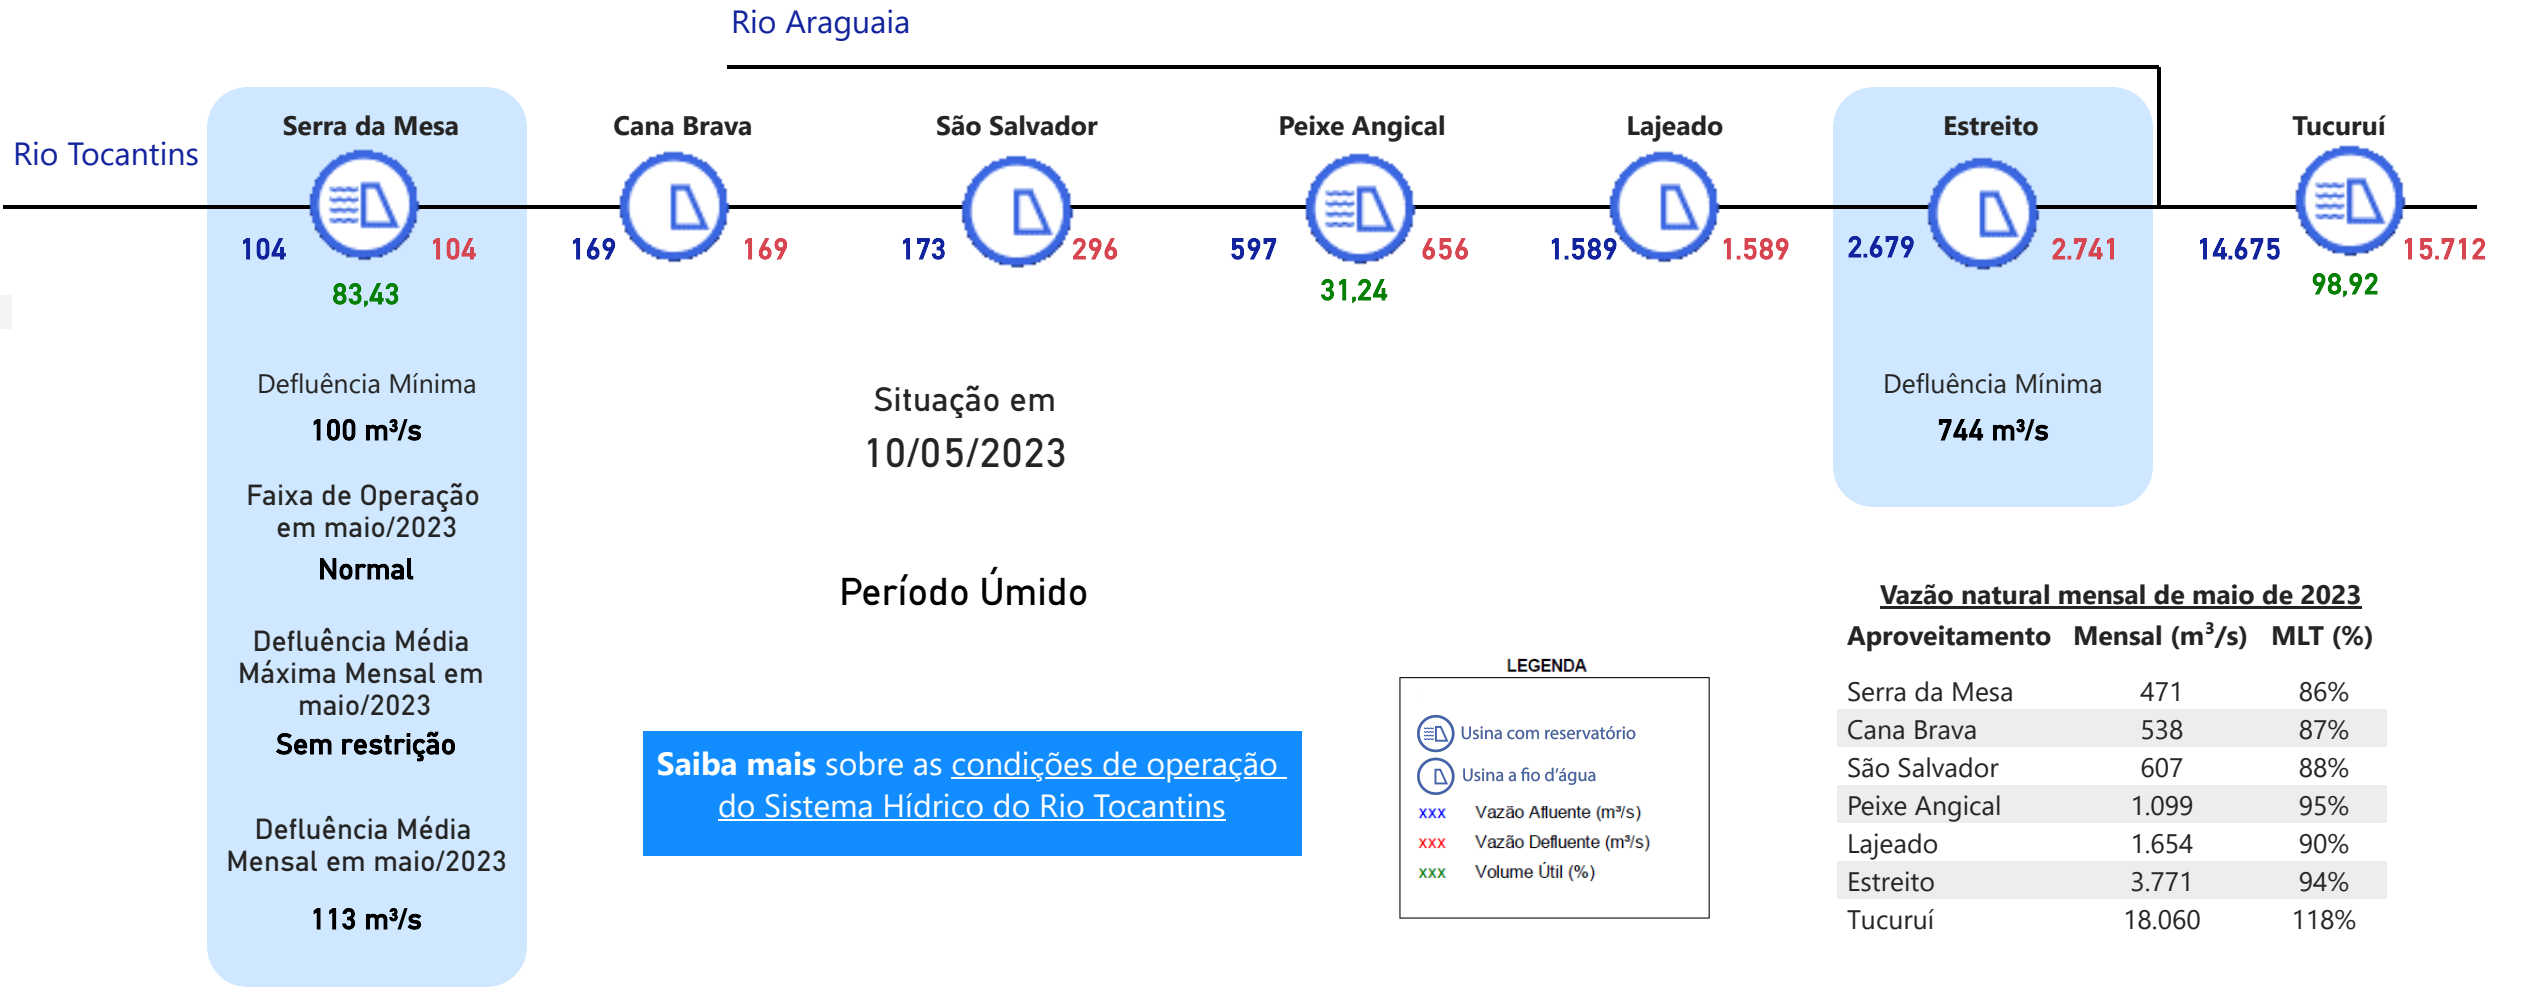 Rio Araguaia
Rio Tocantins
Serra da Mesa
Cana Brava
São Salvador
Peixe Angical
Lajeado
Estreito
Tucuruí
104
104
169
169
173
296
597
656
1.589
1.589
2.679
2.741
14.675
15.712
83,43
31,24
98,92
Defluência Mínima
100 m³/s
Faixa de Operação
em maio/2023
Normal
Defluência Média
Máxima Mensal em
maio/2023
Sem restrição
Defluência Média
Mensal em maio/2023
113 m³/s
Situação em
10/05/2023
Período Úmido
Saiba mais sobre as condições de operação
do Sistema Hídrico do Rio Tocantins
Defluência Mínima
744 m³/s
LEGENDA
Usina com reservatório
Usina a fio d'água
xxx Vazão Afluente (m³/s)
xxx Vazão Defluente (m³/s)
xxx Volume Útil (%)
Vazão natural mensal de maio de 2023
Aproveitamento Mensal (m³/s) MLT (%)
Serra da Mesa 471 86%
Cana Brava 538 87%
São Salvador 607 88%
Peixe Angical 1.099 95%
Lajeado 1.654 90%
Estreito 3.771 94%
Tucuruí 18.060 118%